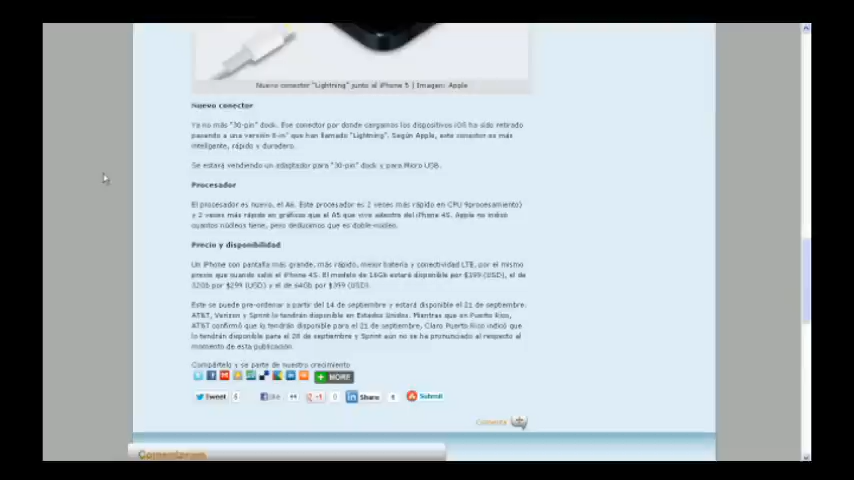 Nuevo conector "Lightning" junto al iPhone 5 | Imagen: Apple
Nuevo conector
Ya no más "30-pin" dock. Ese conector por donde cargamos los dispositivos iOS ha sido retirado
pasando a una versión 8-in" que han llamado "Lightning". Según Apple, este conector es más
inteligente, rápido y duradero.
Se estará vendiendo un adaptador para "30-pin" dock y para Micro USB.
Procesador
El procesador es nuevo, el A6. Este procesador es 2 veces más rápido en CPU 9procesamiento)
y 2 veces más rápido en gráficos que el A5 que vive adentro del iPhone 4S. Apple no indicó
cuantos núcleos tiene, pero deducimos que es doble-núcleo.
Precio y disponibilidad
Un iPhone con pantalla más grande, más rápido, mejor batería y conectividad LTE, por el mismo
precio que cuando salió el iPhone 4S. El modelo de 16Gb estará disponible por $199 (USD), el de
32Gb por $299 (USD) y el de 64Gb por $399 (USD).
Este se puede pre-ordenar a partir del 14 de septiembre y estará disponible el 21 de septiembre.
AT&T, Verizon y Sprint lo tendrán disponible en Estados Unidos. Mientras que en Puerto Rico,
AT&T confirmó que lo tendrán disponible para el 21 de septiembre, Claro Puerto Rico indicó que
lo tendrán disponible para el 28 de septiembre y Sprint aun no se ha pronunciado al respecto al
momento de esta publicación.
Compártelo y se parte de nuestro crecimiento
MORE
Tweet 5 Like 44 +1 0 Share 6 Submit
Comenta
Comentarios